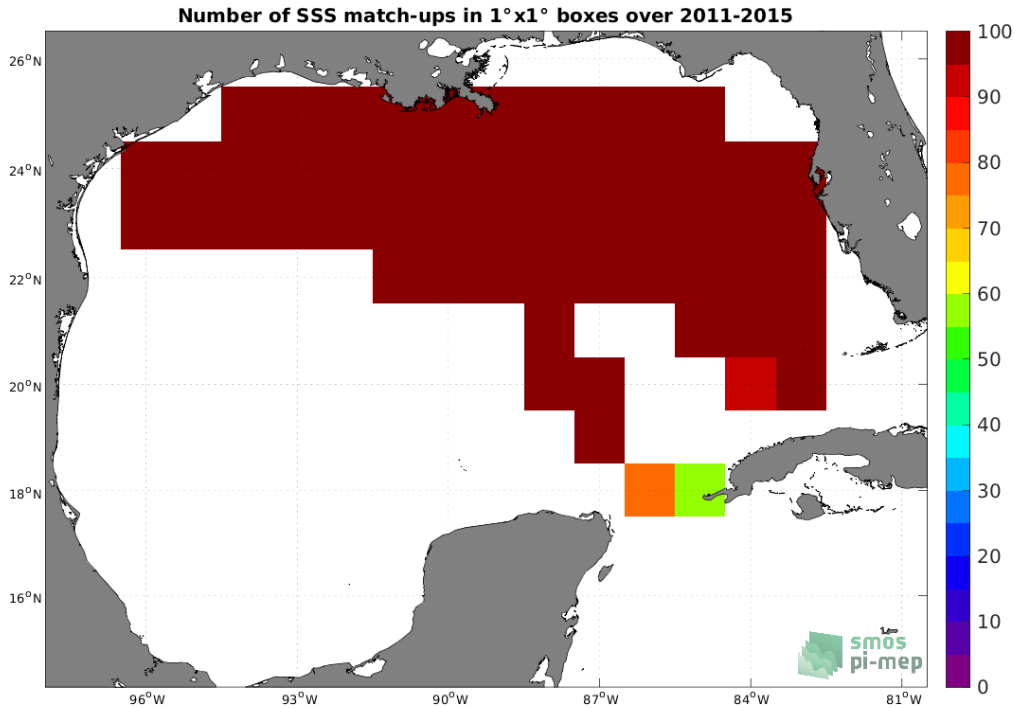 Number of SSS match-ups in 1°x1° boxes over 2011-2015
26°N
24°N
22°N
20°N
18°N
16°N
96°W
93°W
90°W
87°W
84°W
81°W
100
90
80
70
60
50
40
30
20
10
0
smos
pi-mep